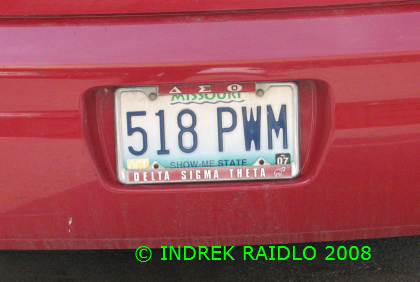 ΔΣΘ
MISSOURI
518 PWM
SHOW-ME STATE
07
DELTA SIGMA THETA
© INDREK RAIDLO 2008